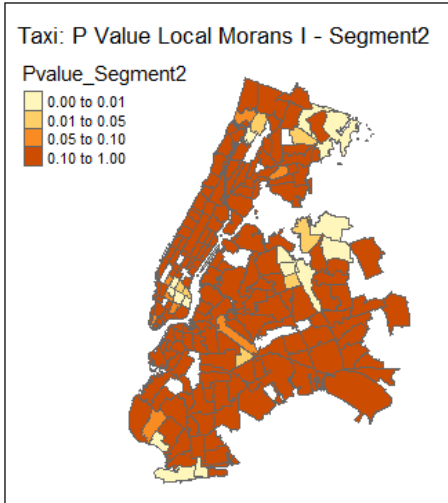 Taxi: P Value Local Morans I - Segment2
Pvalue_Segment2
0.00 to 0.01
0.01 to 0.05
0.05 to 0.10
0.10 to 1.00